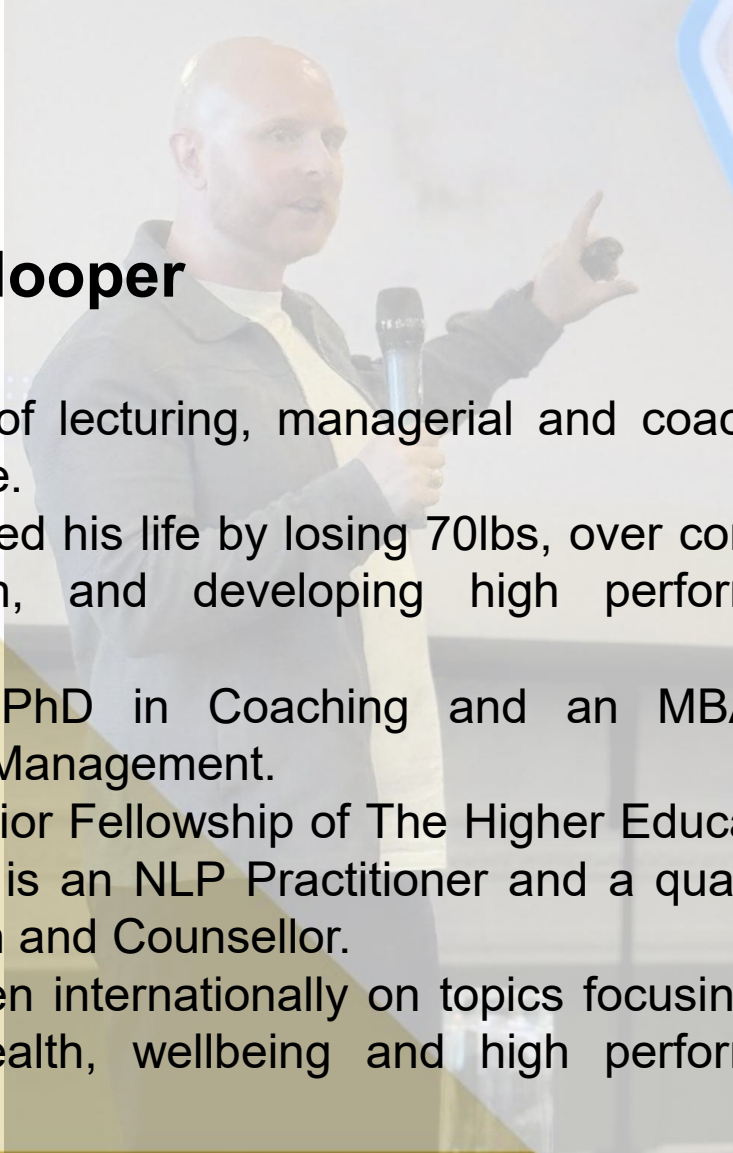 looper
of lecturing, managerial and coac
e.
ed his life by losing 70lbs, over co
n, and developing high perfor
PhD in Coaching and an MBA
Management.
ior Fellowship of The Higher Educa
is an NLP Practitioner and a qua
n and Counsellor.
en internationally on topics focusin
ealth, wellbeing and high perfor